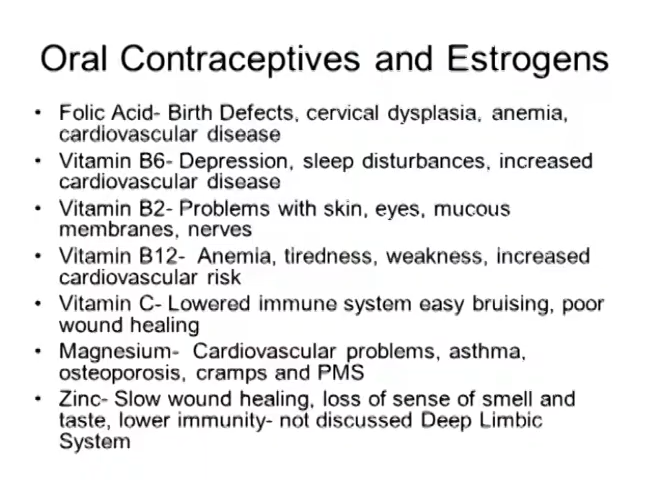 Oral Contraceptives and Estrogens
• Folic Acid- Birth Defects, cervical dysplasia, anemia,
cardiovascular disease
• Vitamin B6- Depression, sleep disturbances, increased
cardiovascular disease
• Vitamin B2- Problems with skin, eyes, mucous
membranes, nerves
• Vitamin B12- Anemia, tiredness, weakness, increased
cardiovascular risk
• Vitamin C- Lowered immune system easy bruising, poor
wound healing
• Magnesium- Cardiovascular problems, asthma,
osteoporosis, cramps and PMS
• Zinc- Slow wound healing, loss of sense of smell and
taste, lower immunity- not discussed Deep Limbic
System